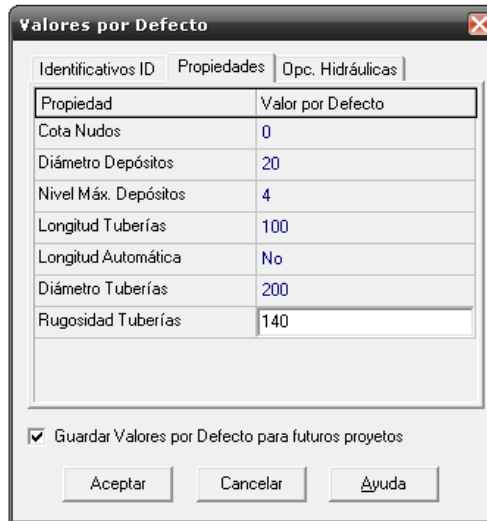 Valores por Defecto
Identificativos ID Propiedades Opc. Hidráulicas
Propiedad Valor por Defecto
Cota Nudos 0
Diámetro Depósitos 20
Nivel Máx. Depósitos 4
Longitud Tuberías 100
Longitud Automática No
Diámetro Tuberías 200
Rugosidad Tuberías 140
Guardar Valores por Defecto para futuros proyetos
Aceptar Cancelar Ayuda